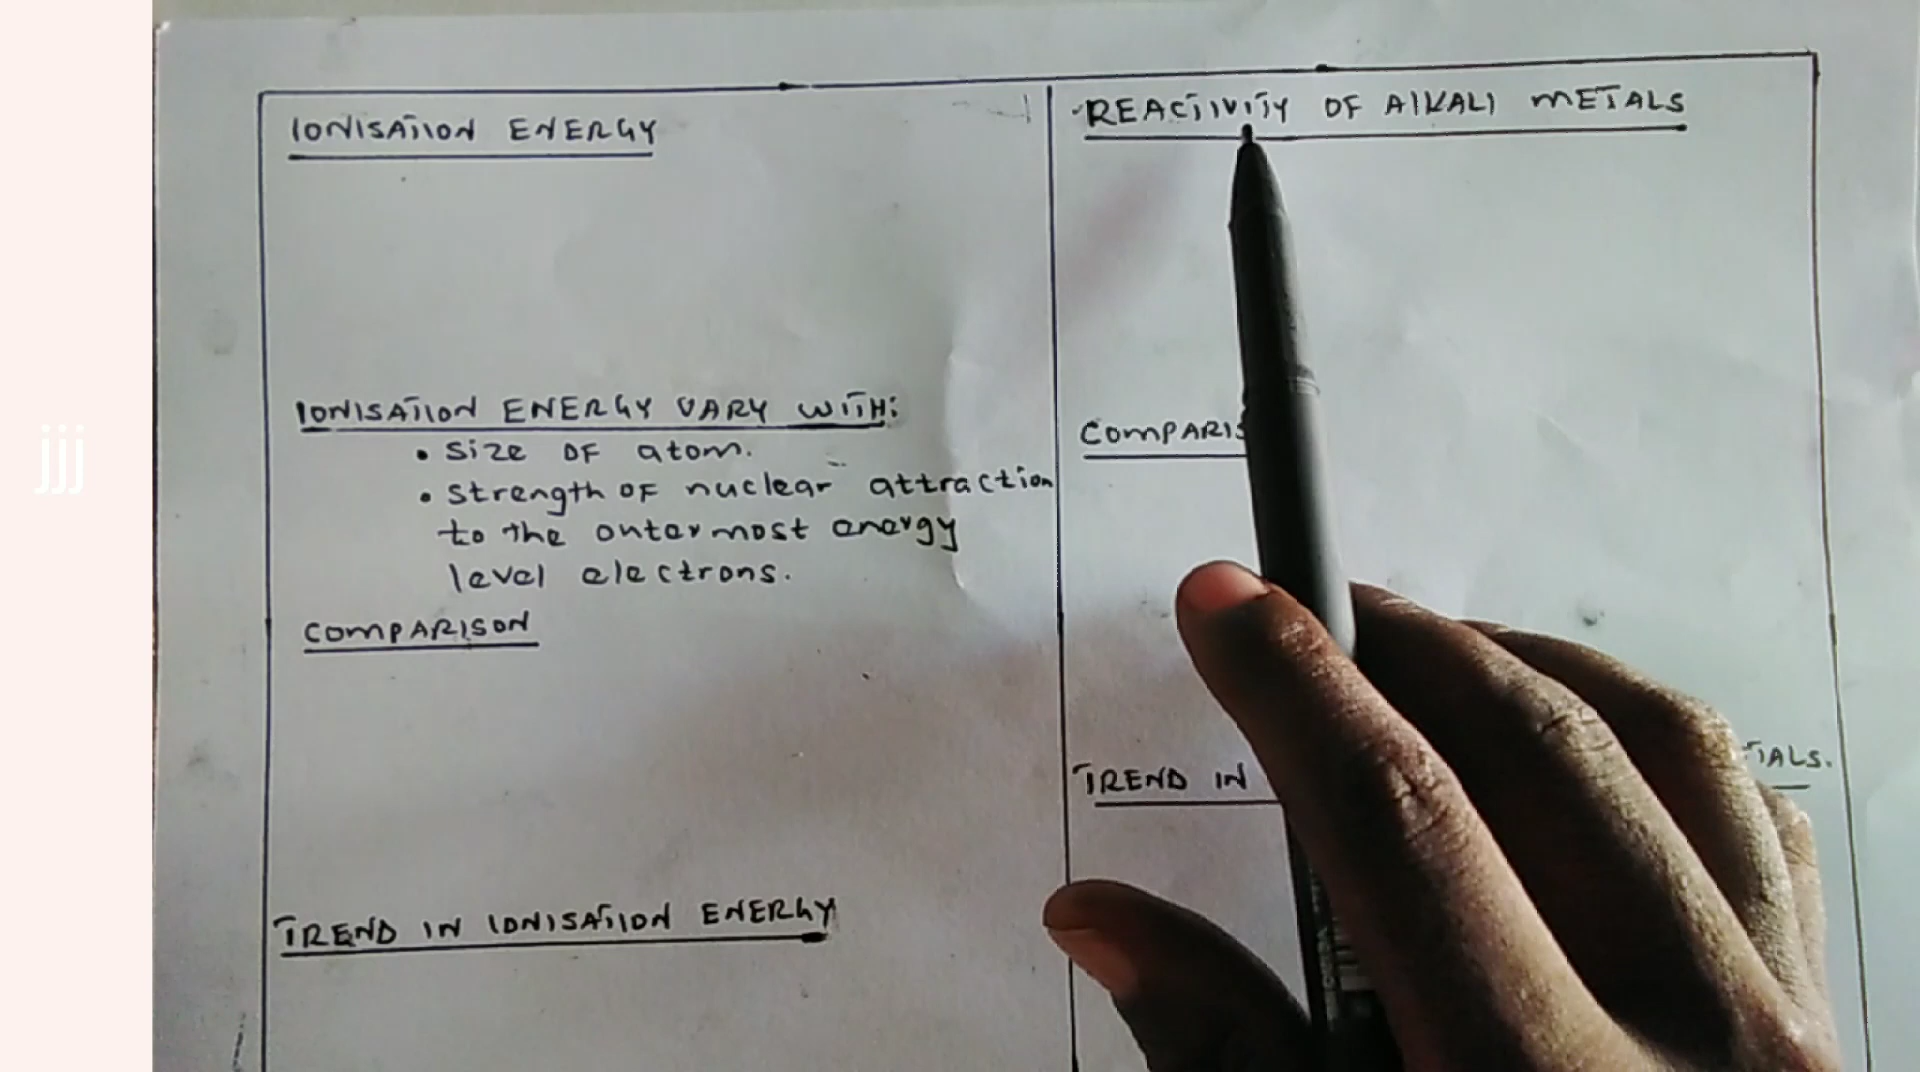 IONISATION ENERGY
IONISATION ENERGY VARY WITH:
• Size OF atom.
• Strength OF nuclear attraction
to the outermost energy
level electrons.
COMPARISON
TREND IN IONISATION ENERGY
REACTIVITY OF AlKALI METALS
COMPARIS
TREND IN
TALS.
jjj